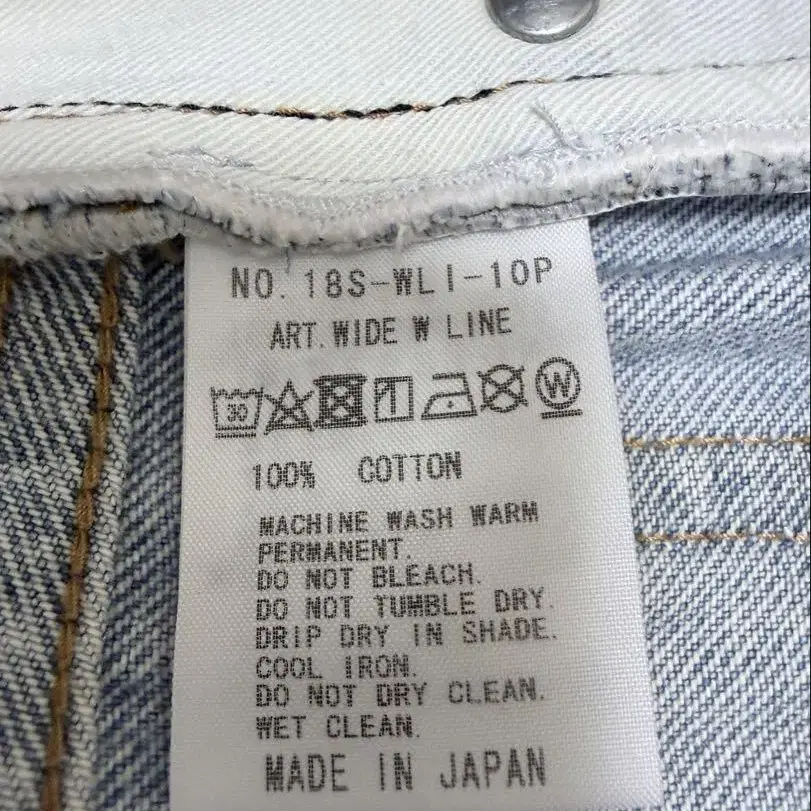 NO. 18S-WLI-10P
ART. WIDE W LINE
30 W
100% COTTON
MACHINE WASH WARM
PERMANENT.
DO NOT BLEACH.
DO NOT TUMBLE DRY.
DRIP DRY IN SHADE.
COOL IRON.
DO NOT DRY CLEAN.
WET CLEAN.
MADE IN JAPAN